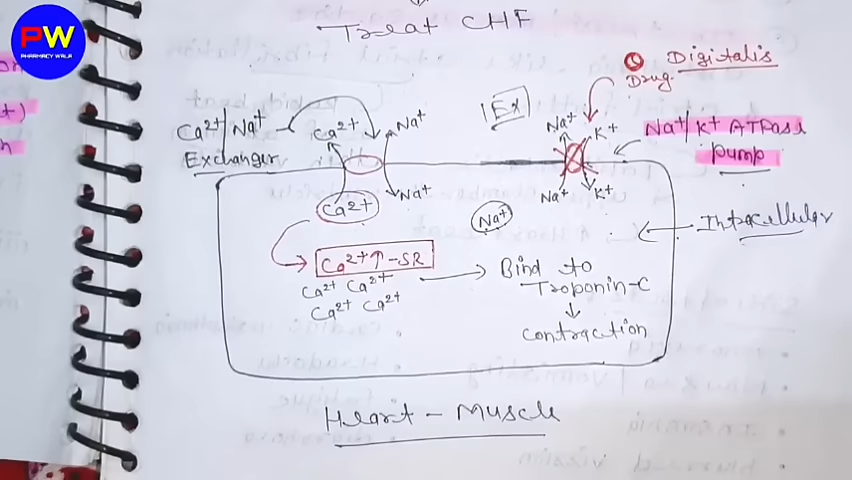 PW
PHARMACY WALA
Treat CHF
Digitalis
Drug
Ca2+/Na+
Exchanger
Ca2+
Na+
Ex
Na+
K+
Na+/K+ ATPase
pump
Ca2+
Na+
Na+
Na+
K+
Intracellular
Ca2+↑-SR
Ca2+ Ca2+
Ca2+ Ca2+
Bind to
Troponin-C
Contraction
Heart - Muscle